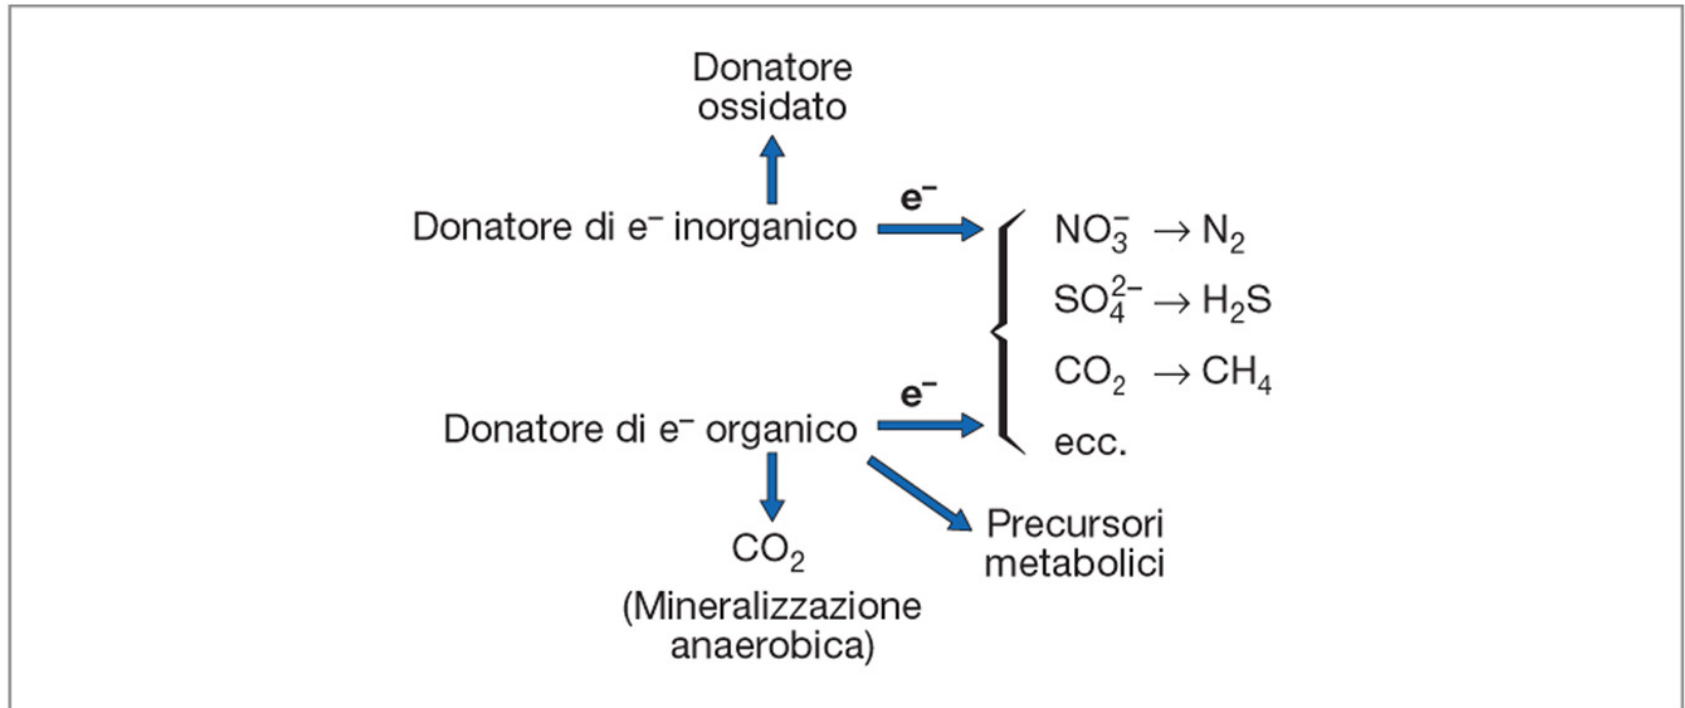 Donatore
ossidato
Donatore di e⁻ inorganico
e⁻
NO₃⁻ → N₂
SO₄²⁻ → H₂S
CO₂ → CH₄
ecc.
Donatore di e⁻ organico
e⁻
CO₂
(Mineralizzazione
anaerobica)
Precursori
metabolici